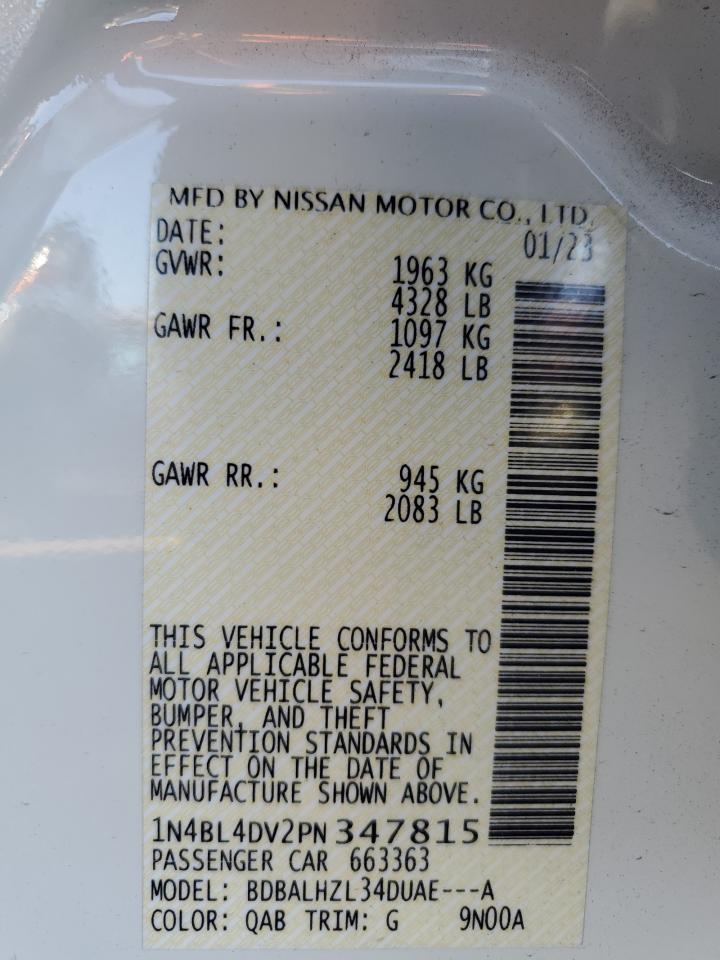 MFD BY NISSAN MOTOR CO., LTD.
DATE: 01/23
GVWR: 1963 KG
4328 LB
GAWR FR.: 1097 KG
2418 LB
GAWR RR.: 945 KG
2083 LB
THIS VEHICLE CONFORMS TO
ALL APPLICABLE FEDERAL
MOTOR VEHICLE SAFETY,
BUMPER, AND THEFT
PREVENTION STANDARDS IN
EFFECT ON THE DATE OF
MANUFACTURE SHOWN ABOVE.
1N4BL4DV2PN347815
PASSENGER CAR 663363
MODEL: BDBALHZL34DUAE---A
COLOR: QAB TRIM: G 9N00A